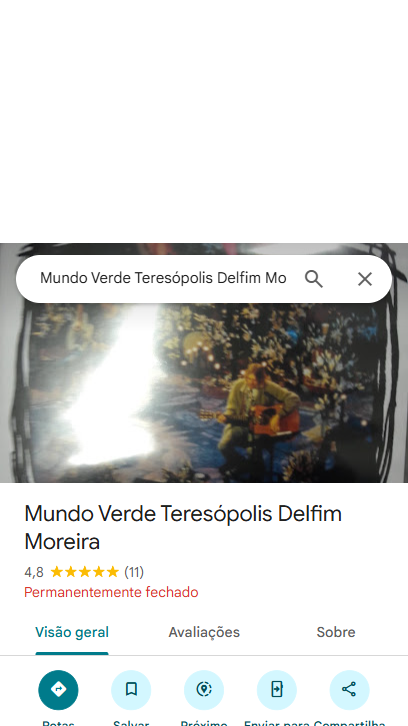 Mundo Verde Teresópolis Delfim Mo
Mundo Verde Teresópolis Delfim
Moreira
4,8 (11)
Permanentemente fechado
Visão geral Avaliações Sobre
Rotas Salvar Próximo Enviar para Compartilha